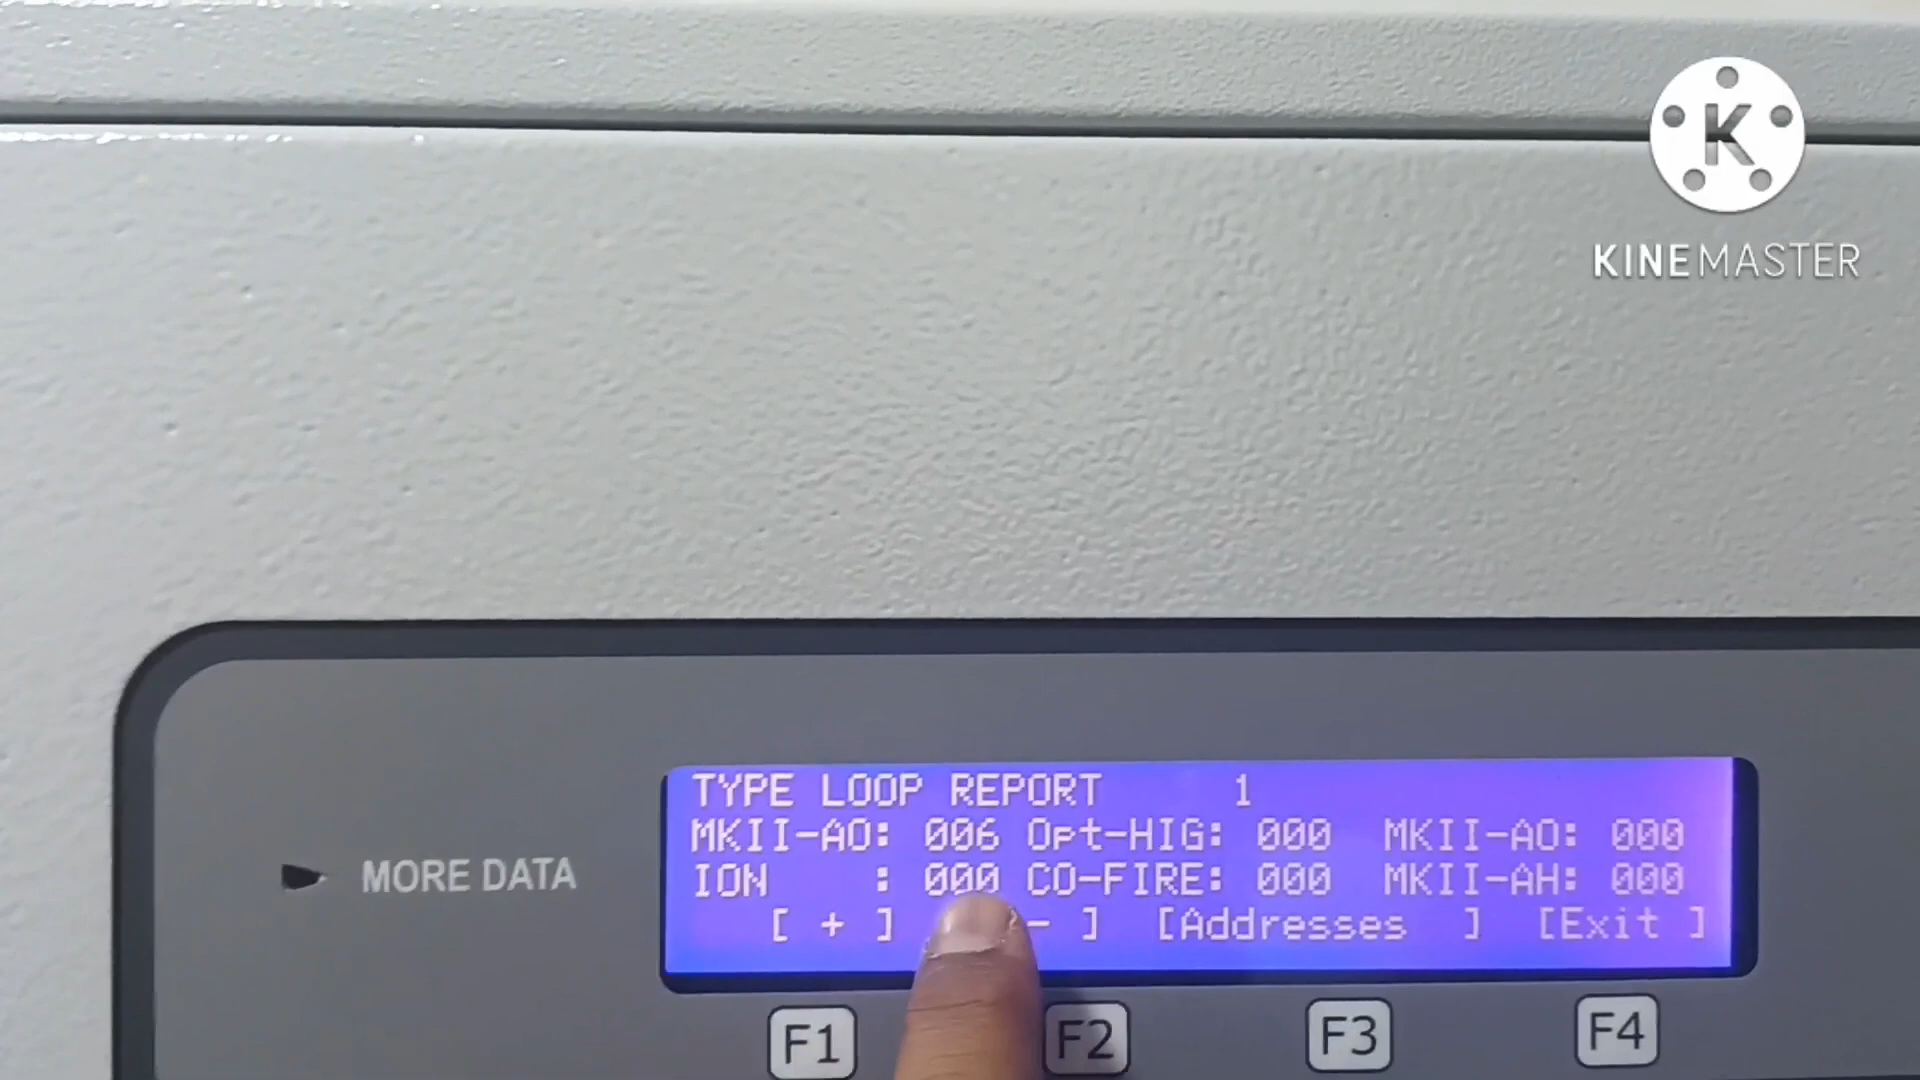 K
KINEMASTER
MORE DATA
TYPE LOOP REPORT 1
MKII-AO: 006 Opt-HIG: 000 MKII-AO: 000
ION : 000 CO-FIRE: 000 MKII-AH: 000
[ + ] - ] [Addresses ] [Exit ]
F1 F2 F3 F4